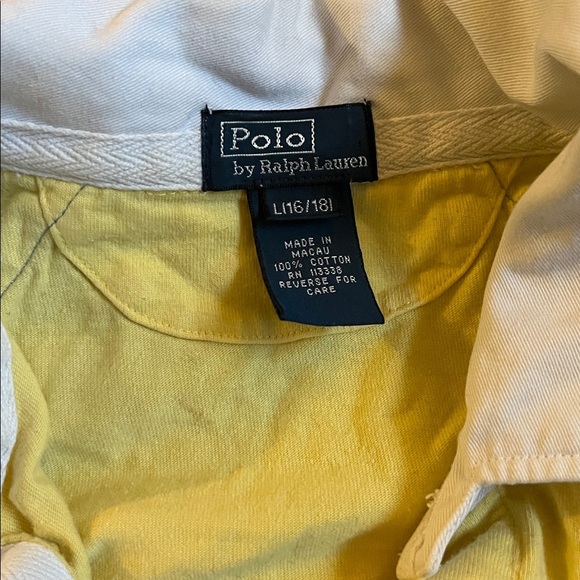 Polo
by Ralph Lauren
L(16/18)
MADE IN
MACAU
100% COTTON
RN 113338
REVERSE FOR
CARE